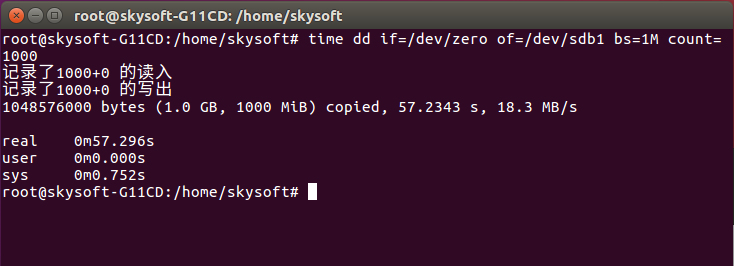 root@skysoft-G11CD: /home/skysoft
root@skysoft-G11CD:/home/skysoft# time dd if=/dev/zero of=/dev/sdb1 bs=1M count=
1000
记录了1000+0 的读入
记录了1000+0 的写出
1048576000 bytes (1.0 GB, 1000 MiB) copied, 57.2343 s, 18.3 MB/s
real 0m57.296s
user 0m0.000s
sys 0m0.752s
root@skysoft-G11CD:/home/skysoft#